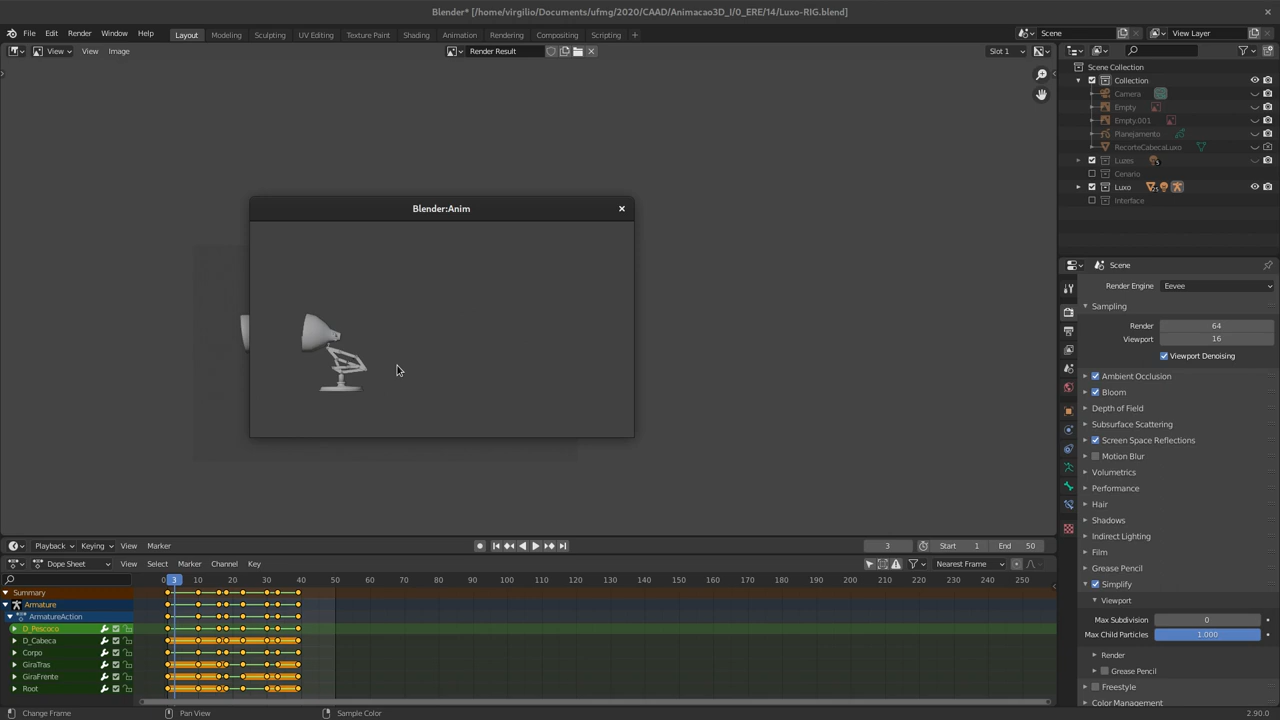 Blender* [/home/virgilio/Documents/ufmg/2020/CAAD/Animacao3D_I/0_ERE/14/Luxo-RIG.blend]
File Edit Render Window Help Layout Modeling Sculpting UV Editing Texture Paint Shading Animation Rendering Compositing Scripting + Scene View Layer
View View Image Render Result Slot 1
Scene Collection
Collection
Camera
Empty
Empty.001
Planejamento
RecorteCabecaLuxo
Luzes 5
Cenario
Luxo 25
Interface
Blender:Anim
Scene
Render Engine Eevee
Sampling
Render 64
Viewport 16
Viewport Denoising
Ambient Occlusion
Bloom
Depth of Field
Subsurface Scattering
Screen Space Reflections
Motion Blur
Volumetrics
Performance
Hair
Shadows
Indirect Lighting
Film
Grease Pencil
Simplify
Viewport
Max Subdivision 0
Max Child Particles 1.000
Render
Grease Pencil
Freestyle
Color Management
Playback Keying View Marker 3 Start 1 End 50
Dope Sheet View Select Marker Channel Key Nearest Frame
0 3 10 20 30 40 50 60 70 80 90 100 110 120 130 140 150 160 170 180 190 200 210 220 230 240 250
Summary
Armature
ArmatureAction
D_Pescoco
D_Cabeca
Corpo
GiraTras
GiraFrente
Root
Change Frame Pan View Sample Color 2.90.0